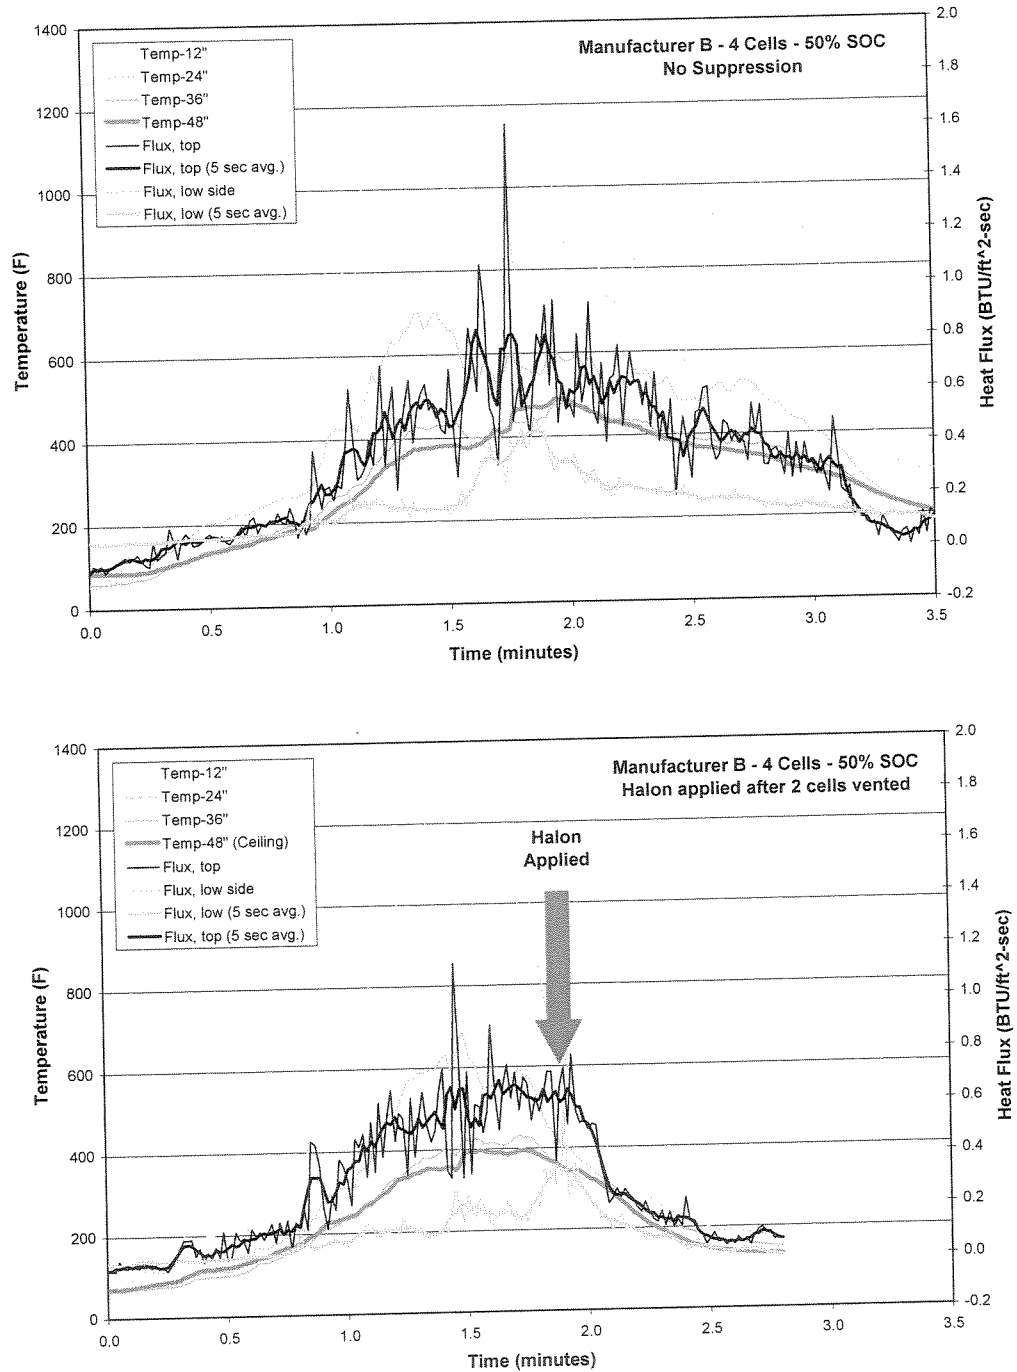 Manufacturer B - 4 Cells - 50% SOC
No Suppression
Temp-12"
Temp-24"
Temp-36"
Temp-48"
Flux, top
Flux, top (5 sec avg.)
Flux, low side
Flux, low (5 sec avg.)
Temperature (F)
1400
1200
1000
800
600
400
200
0
2.0
1.8
1.6
1.4
1.2
1.0
0.8
0.6
0.4
0.2
0.0
-0.2
Heat Flux (BTU/ft^2-sec)
0.0 0.5 1.0 1.5 2.0 2.5 3.0 3.5
Time (minutes)
Manufacturer B - 4 Cells - 50% SOC
Halon applied after 2 cells vented
Temp-12"
Temp-24"
Temp-36"
Temp-48" (Ceiling)
Flux, top
Flux, low side
Flux, low (5 sec avg.)
Flux, top (5 sec avg.)
Halon
Applied
Temperature (F)
1400
1200
1000
800
600
400
200
0
2.0
1.8
1.6
1.4
1.2
1.0
0.8
0.6
0.4
0.2
0.0
-0.2
Heat Flux (BTU/ft^2-sec)
0.0 0.5 1.0 1.5 2.0 2.5 3.0 3.5
Time (minutes)